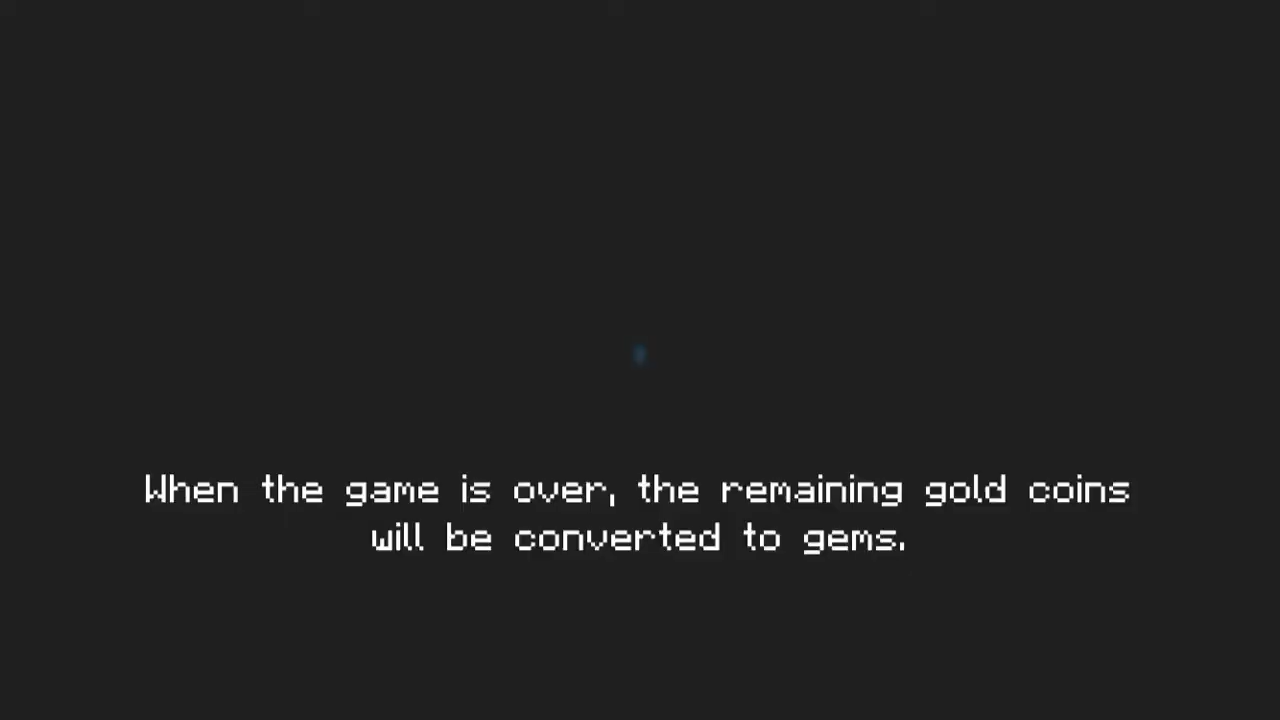 When the game is over, the remaining gold coins
will be converted to gems.